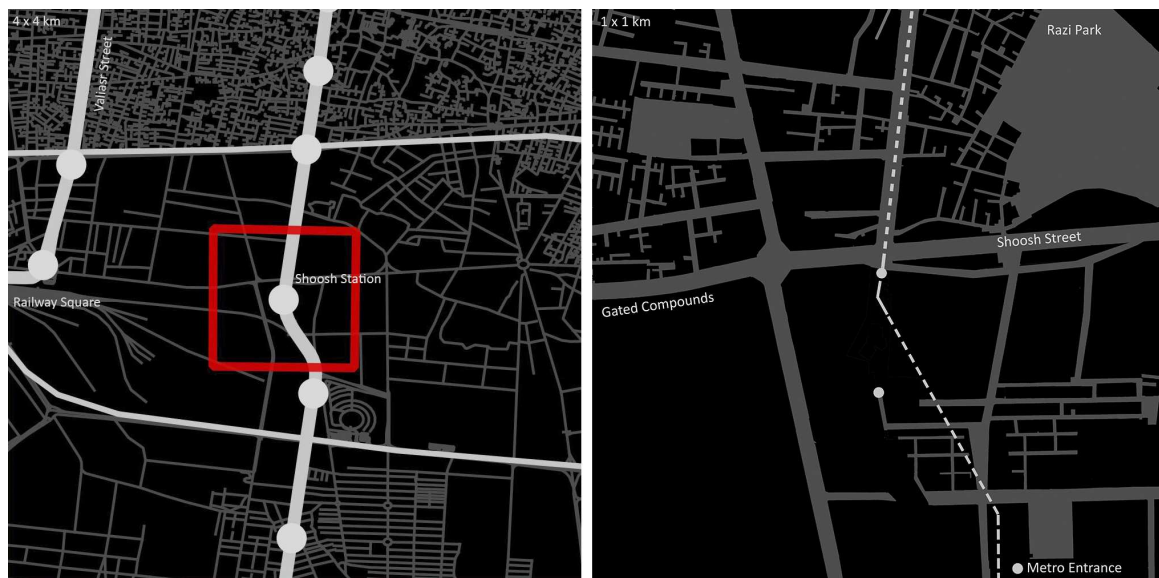 4 x 4 km
Valiasr Street
Shoosh Station
Railway Square
1 x 1 km
Razi Park
Shoosh Street
Gated Compounds
Metro Entrance